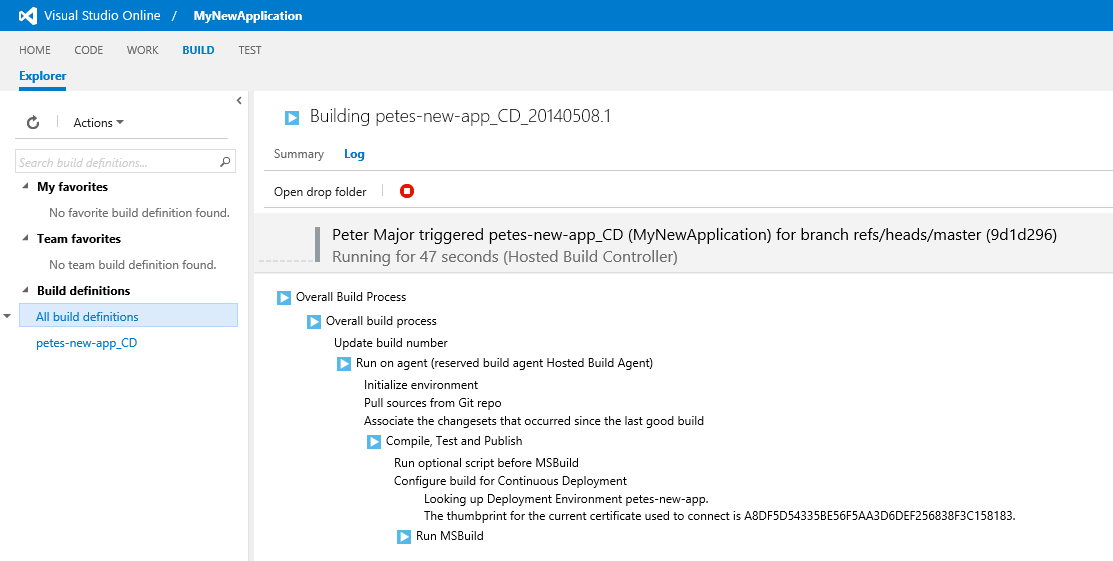 Visual Studio Online / MyNewApplication
HOME CODE WORK BUILD TEST
Explorer
Actions
Search build definitions...
My favorites
No favorite build definition found.
Team favorites
No team build definition found.
Build definitions
All build definitions
petes-new-app_CD
Building petes-new-app_CD_20140508.1
Summary Log
Open drop folder
Peter Major triggered petes-new-app_CD (MyNewApplication) for branch refs/heads/master (9d1d296)
Running for 47 seconds (Hosted Build Controller)
Overall Build Process
Overall build process
Update build number
Run on agent (reserved build agent Hosted Build Agent)
Initialize environment
Pull sources from Git repo
Associate the changesets that occurred since the last good build
Compile, Test and Publish
Run optional script before MSBuild
Configure build for Continuous Deployment
Looking up Deployment Environment petes-new-app.
The thumbprint for the current certificate used to connect is A8DF5D54335BE56F5AA3D6DEF256838F3C158183.
Run MSBuild